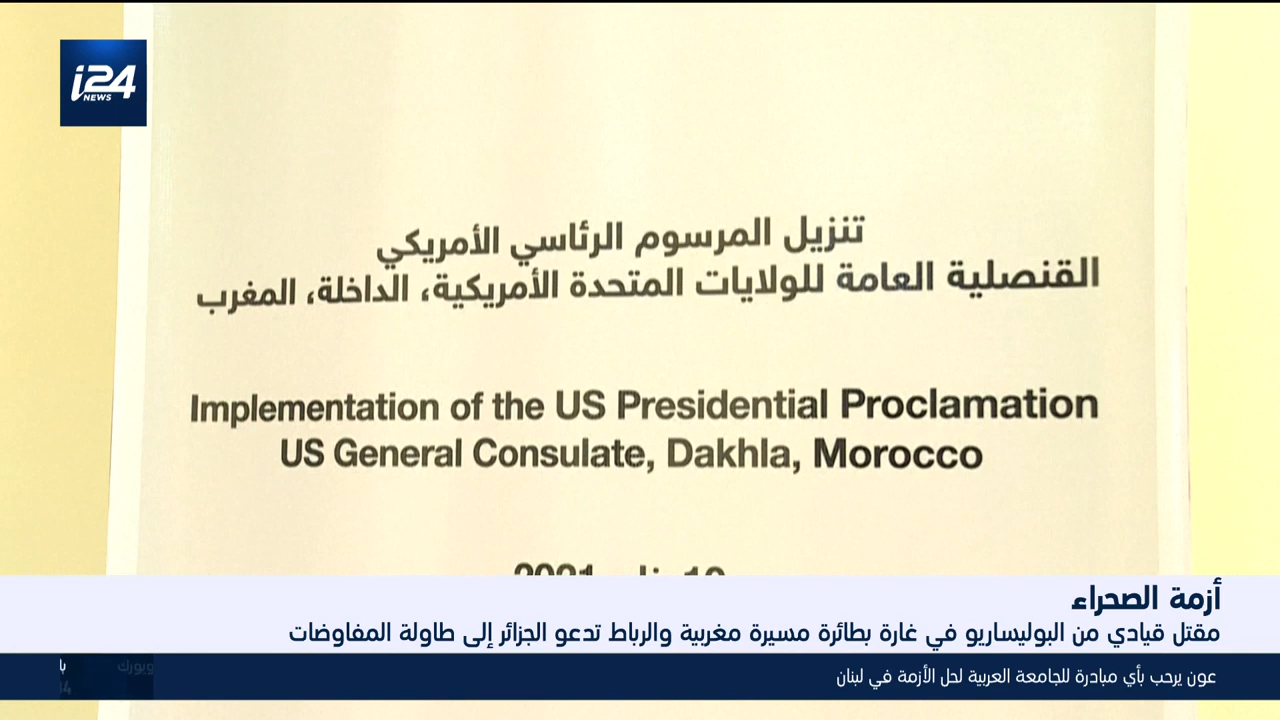 i24
NEWS
تنزيل المرسوم الرئاسي الأمريكي
القنصلية العامة للولايات المتحدة الأمريكية، الداخلة، المغرب
Implementation of the US Presidential Proclamation
US General Consulate, Dakhla, Morocco
أزمة الصحراء
مقتل قيادي من البوليساريو في غارة بطائرة مسيرة مغربية والرباط تدعو الجزائر إلى طاولة المفاوضات
عون يرحب بأي مبادرة للجامعة العربية لحل الأزمة في لبنان